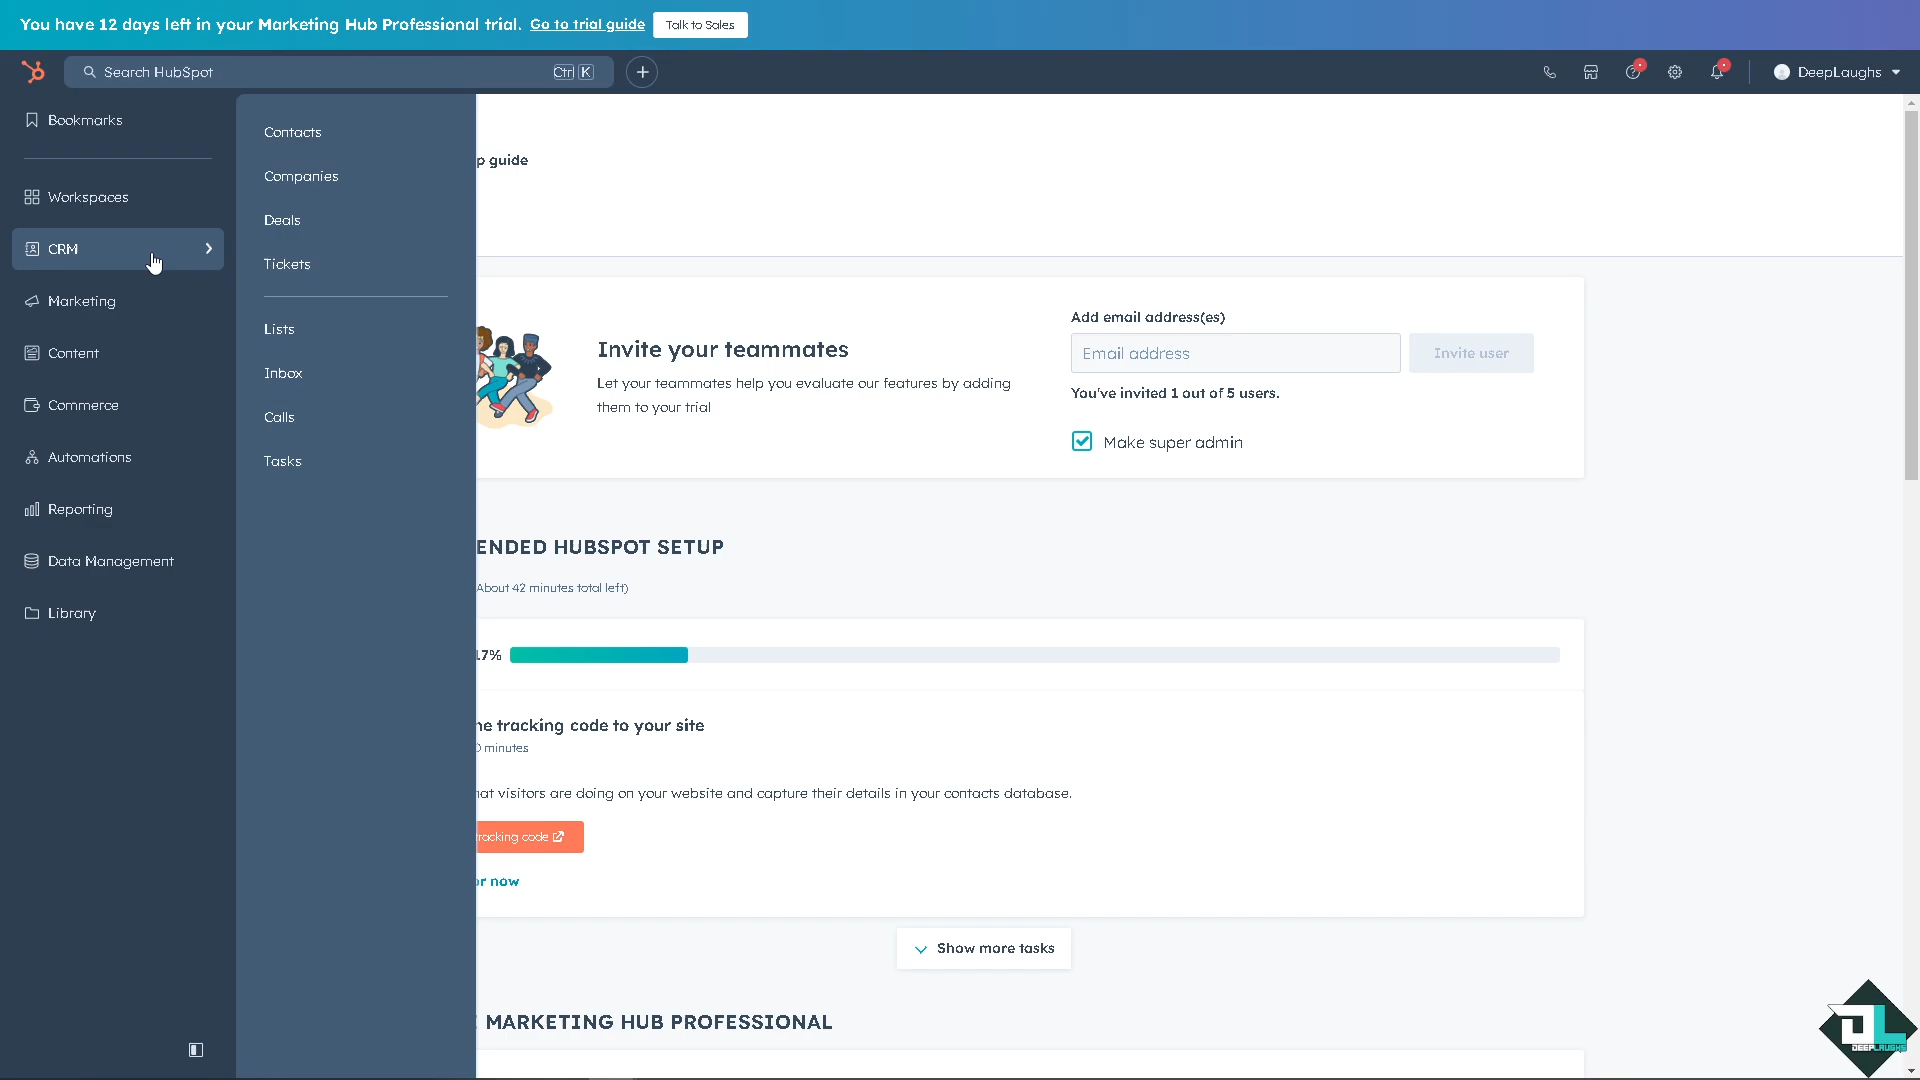 You have 12 days left in your Marketing Hub Professional trial. Go to trial guide Talk to Sales
Search HubSpot Ctrl K
DeepLaughs
Bookmarks
Workspaces
CRM
Marketing
Content
Commerce
Automations
Reporting
Data Management
Library
Contacts
Companies
Deals
Tickets
Lists
Inbox
Calls
Tasks
p guide
Invite your teammates
Let your teammates help you evaluate our features by adding
them to your trial
Add email address(es)
Email address Invite user
You've invited 1 out of 5 users.
Make super admin
ENDED HUBSPOT SETUP
About 42 minutes total left)
17%
he tracking code to your site
0 minutes
hat visitors are doing on your website and capture their details in your contacts database.
tracking code
or now
Show more tasks
MARKETING HUB PROFESSIONAL
DL
DEEPLAUGHS